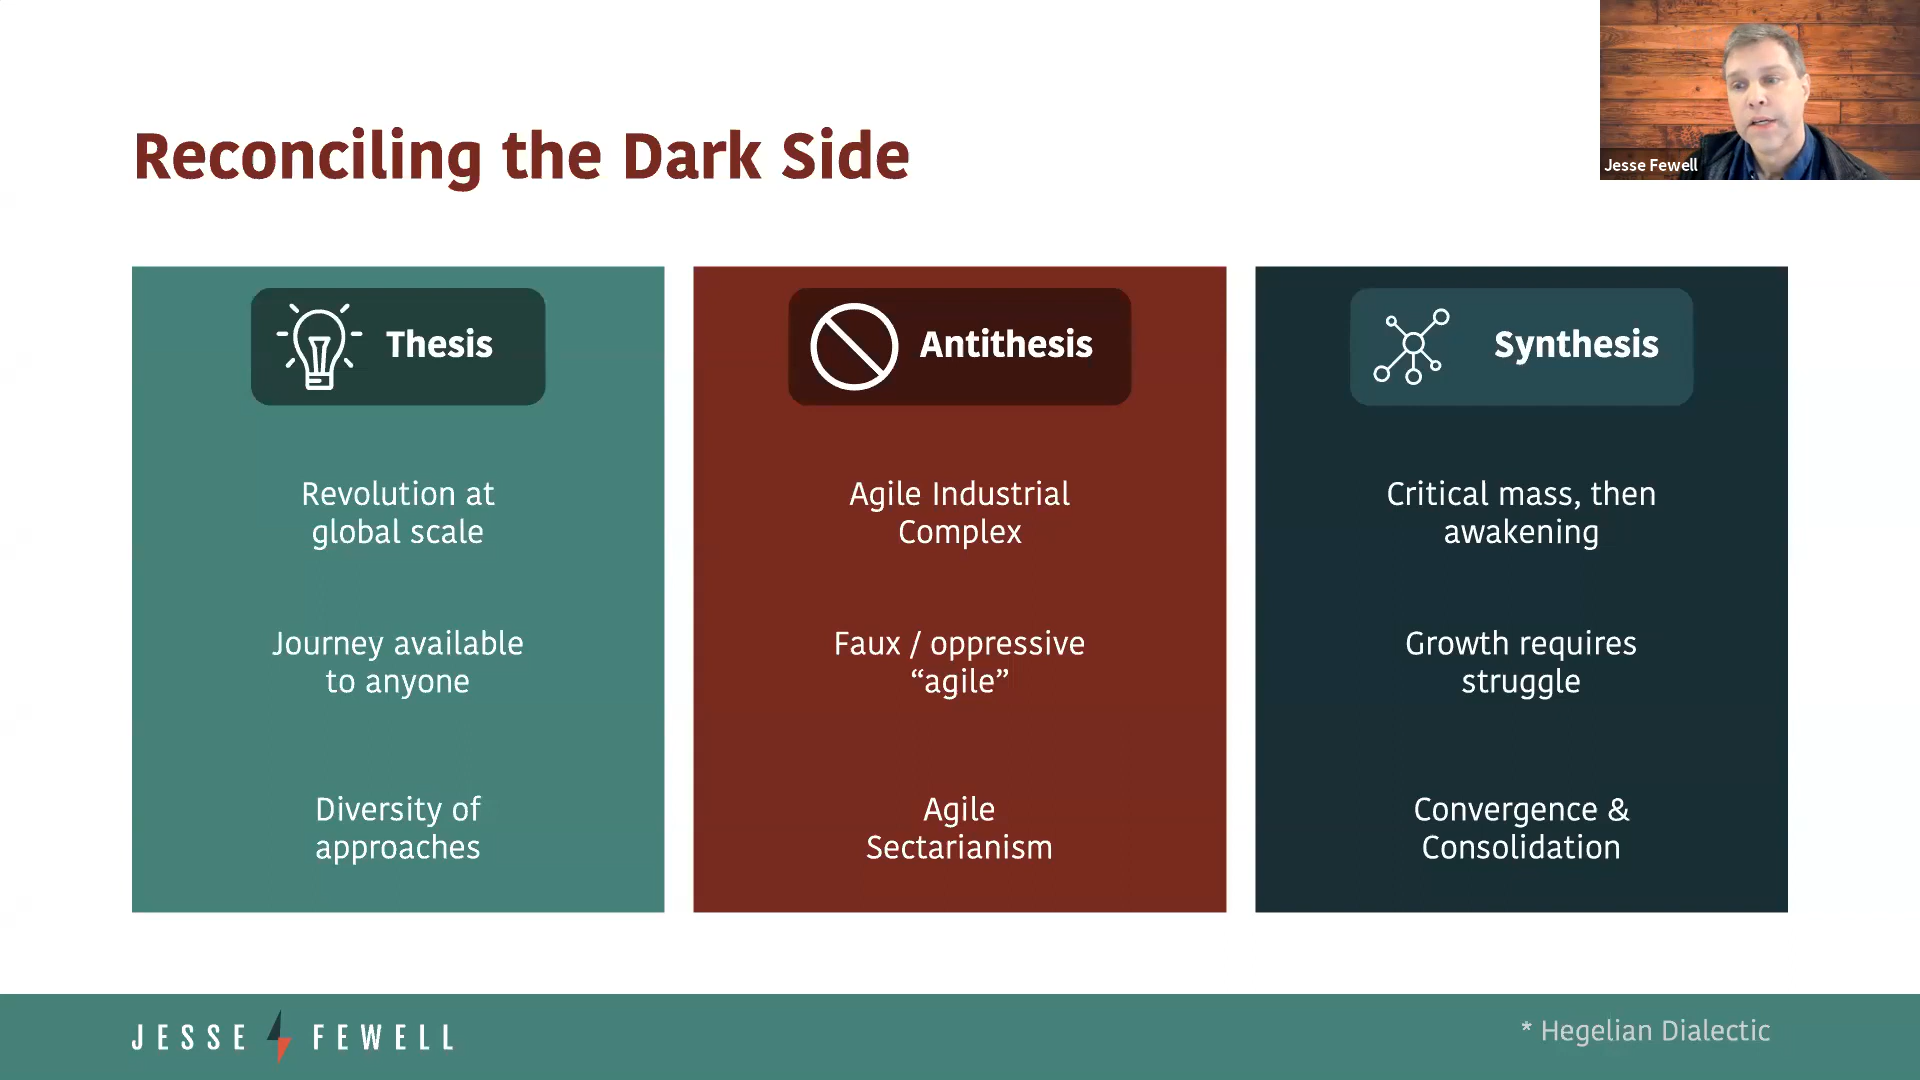 Reconciling the Dark Side
Jesse Fewell
Thesis
Revolution at
global scale
Journey available
to anyone
Diversity of
approaches
Antithesis
Agile Industrial
Complex
Faux / oppressive
“agile”
Agile
Sectarianism
Synthesis
Critical mass, then
awakening
Growth requires
struggle
Convergence &
Consolidation
JESSE FEWELL
* Hegelian Dialectic